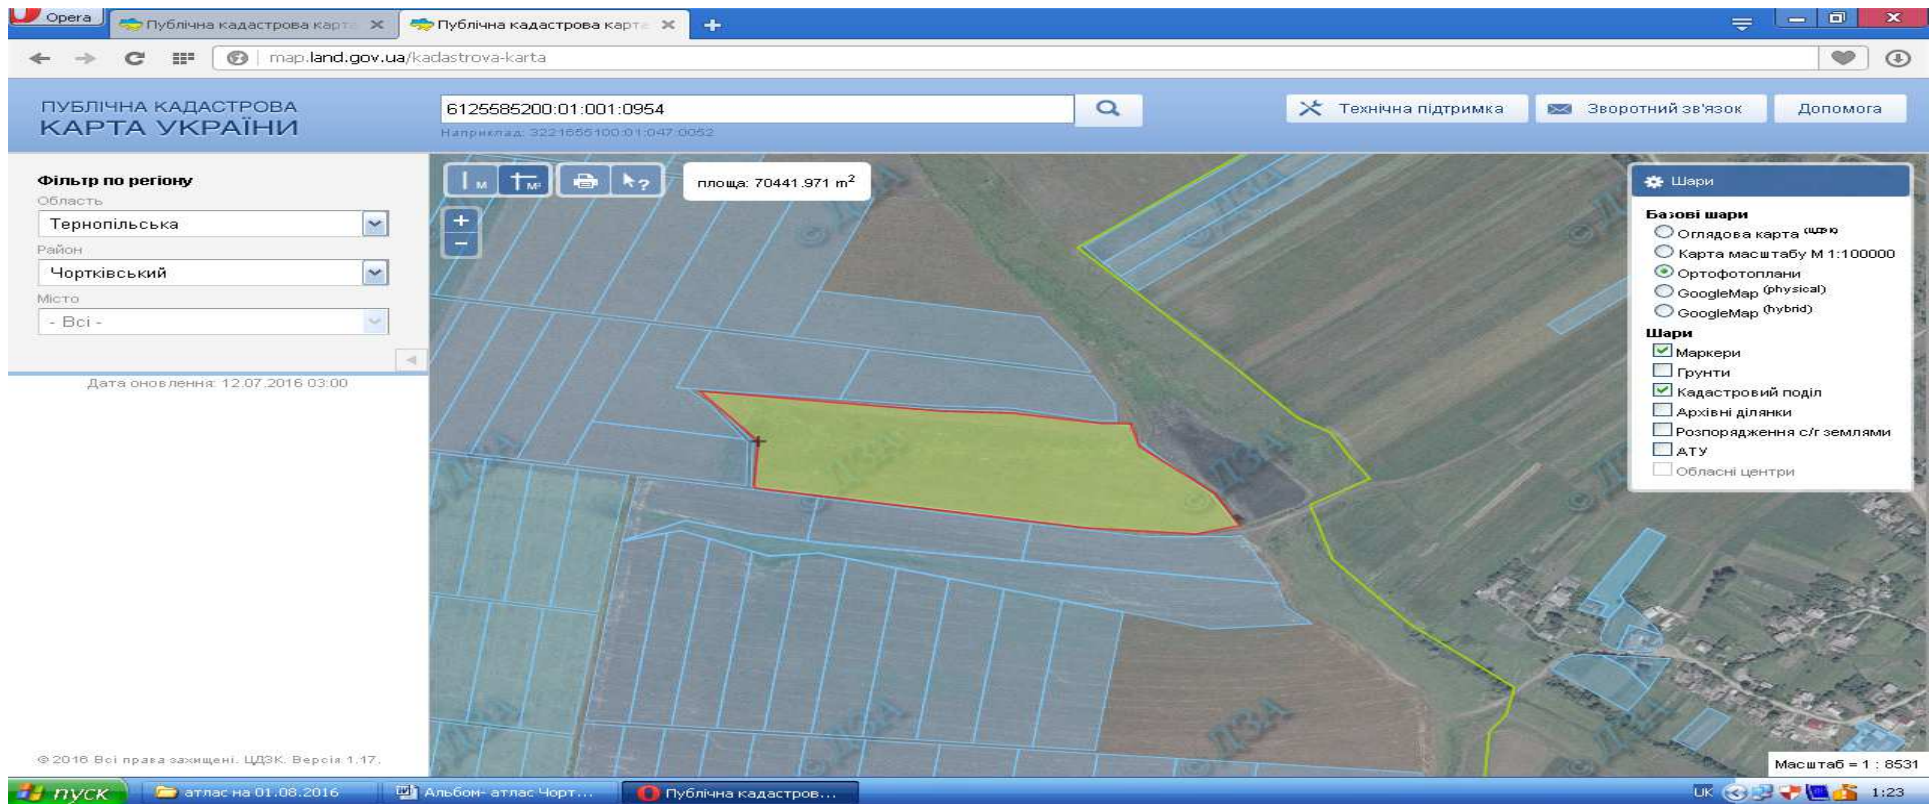 Opera
Публічна кадастрова карта
Публічна кадастрова карта
map.land.gov.ua/kadastrova-karta
ПУБЛІЧНА КАДАСТРОВА
КАРТА УКРАЇНИ
6125585200:01:001:0954
Наприклад: 3221655100:01:047:0052
Технічна підтримка
Зворотний зв'язок
Допомога
Фільтр по регіону
Область
Тернопільська
Район
Чортківський
Місто
- Всі -
Дата оновлення: 12.07.2016 03:00
© 2016 Всі права захищені. ЦДЗК. Версія 1.17.
М
М²
площа: 70441.971 m²
+
−
Шари
Базові шари
Оглядова карта (ЦДЗК)
Карта масштабу М 1:100000
Ортофотоплани
GoogleMap (physical)
GoogleMap (hybrid)
Шари
Маркери
Грунти
Кадастровий поділ
Архівні ділянки
Розпорядження с/г землями
АТУ
Обласні центри
© ДЗА
Масштаб = 1 : 8531
пуск
атлас на 01.08.2016
Альбом- атлас Чорт...
Публічна кадастров...
UK
1:23